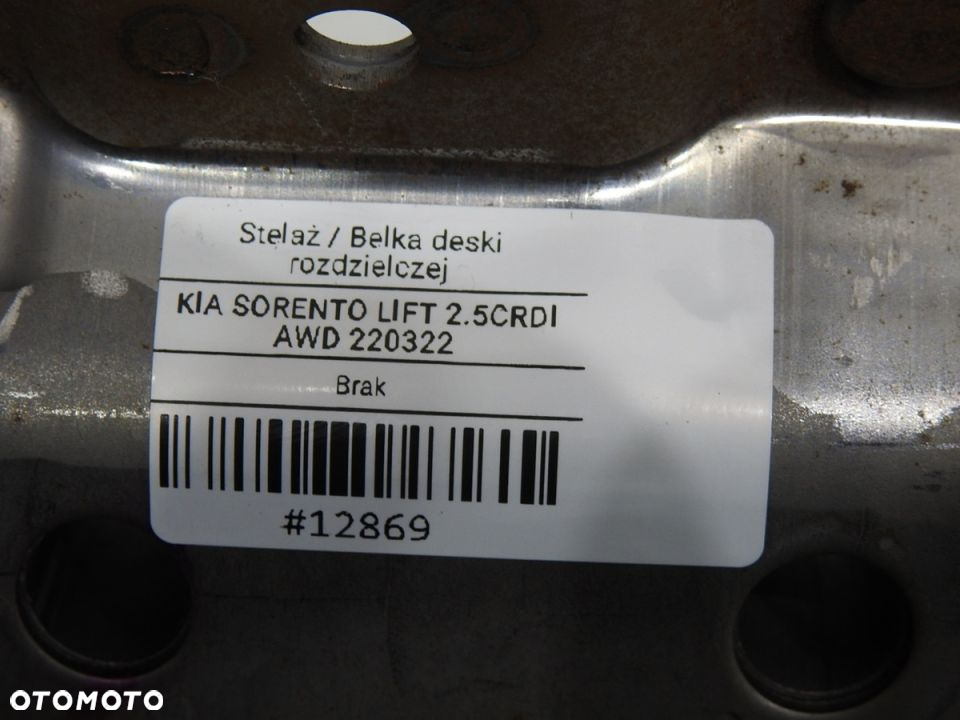 Stelaż / Belka deski
rozdzielczej
KIA SORENTO LIFT 2.5CRDI
AWD 220322
Brak
#12869
OTOMOTO